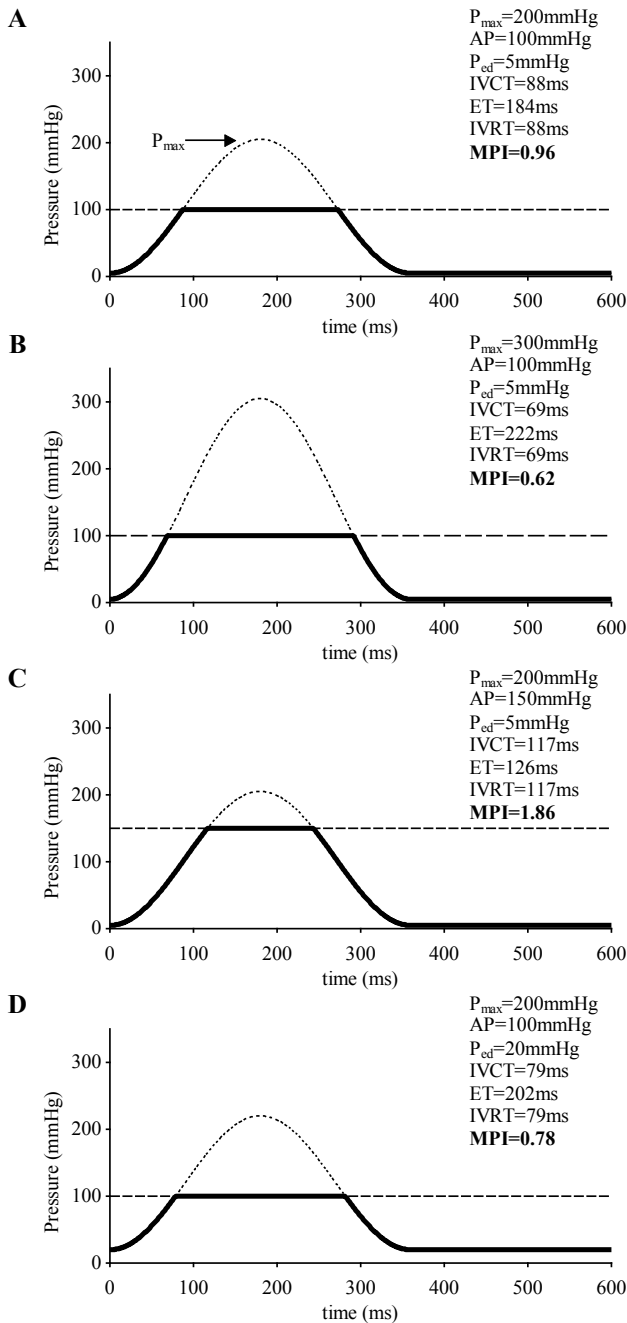 A
P_max=200mmHg
AP=100mmHg
P_ed=5mmHg
IVCT=88ms
ET=184ms
IVRT=88ms
MPI=0.96
P_max
Pressure (mmHg)
300
200
100
0
0 100 200 300 400 500 600
time (ms)
B
P_max=300mmHg
AP=100mmHg
P_ed=5mmHg
IVCT=69ms
ET=222ms
IVRT=69ms
MPI=0.62
Pressure (mmHg)
300
200
100
0
0 100 200 300 400 500 600
time (ms)
C
P_max=200mmHg
AP=150mmHg
P_ed=5mmHg
IVCT=117ms
ET=126ms
IVRT=117ms
MPI=1.86
Pressure (mmHg)
300
200
100
0
0 100 200 300 400 500 600
time (ms)
D
P_max=200mmHg
AP=100mmHg
P_ed=20mmHg
IVCT=79ms
ET=202ms
IVRT=79ms
MPI=0.78
Pressure (mmHg)
300
200
100
0
0 100 200 300 400 500 600
time (ms)